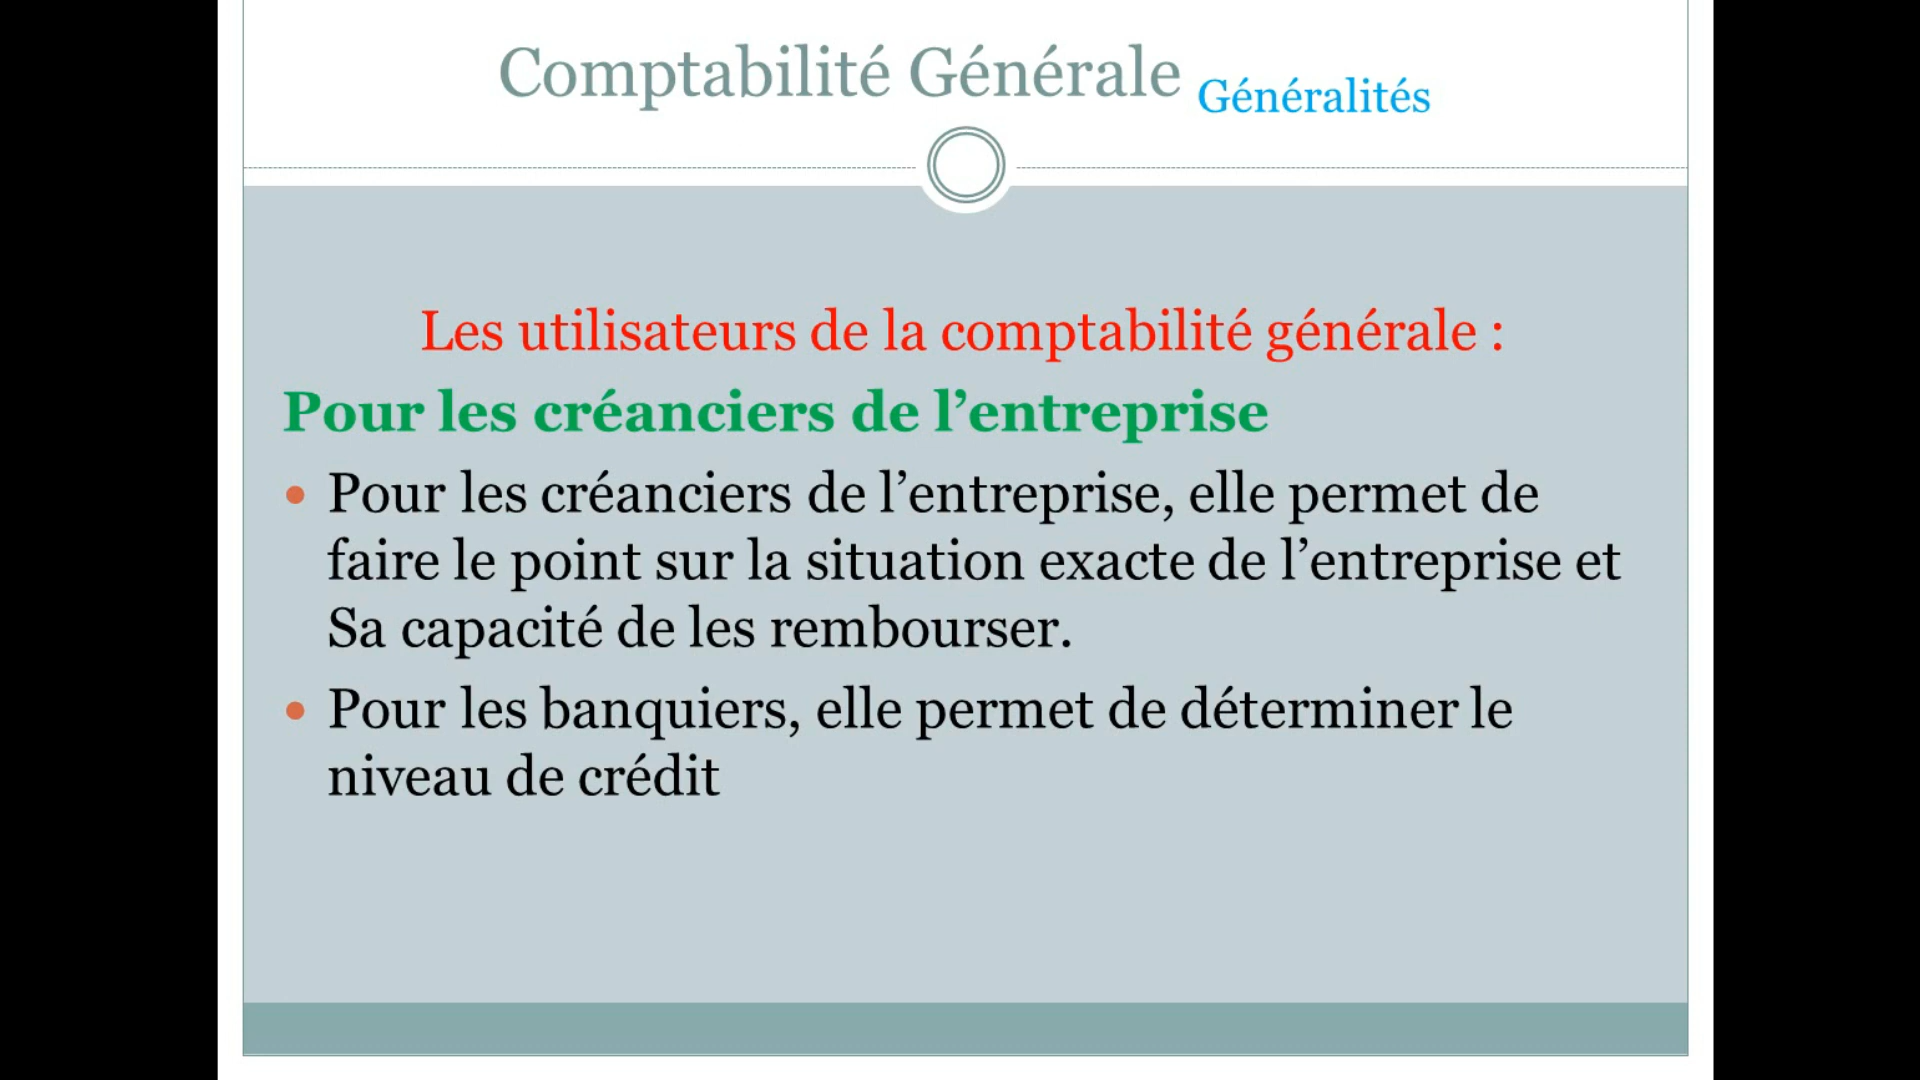 Comptabilité Générale Généralités
Les utilisateurs de la comptabilité générale :
Pour les créanciers de l’entreprise
• Pour les créanciers de l’entreprise, elle permet de
faire le point sur la situation exacte de l’entreprise et
Sa capacité de les rembourser.
• Pour les banquiers, elle permet de déterminer le
niveau de crédit